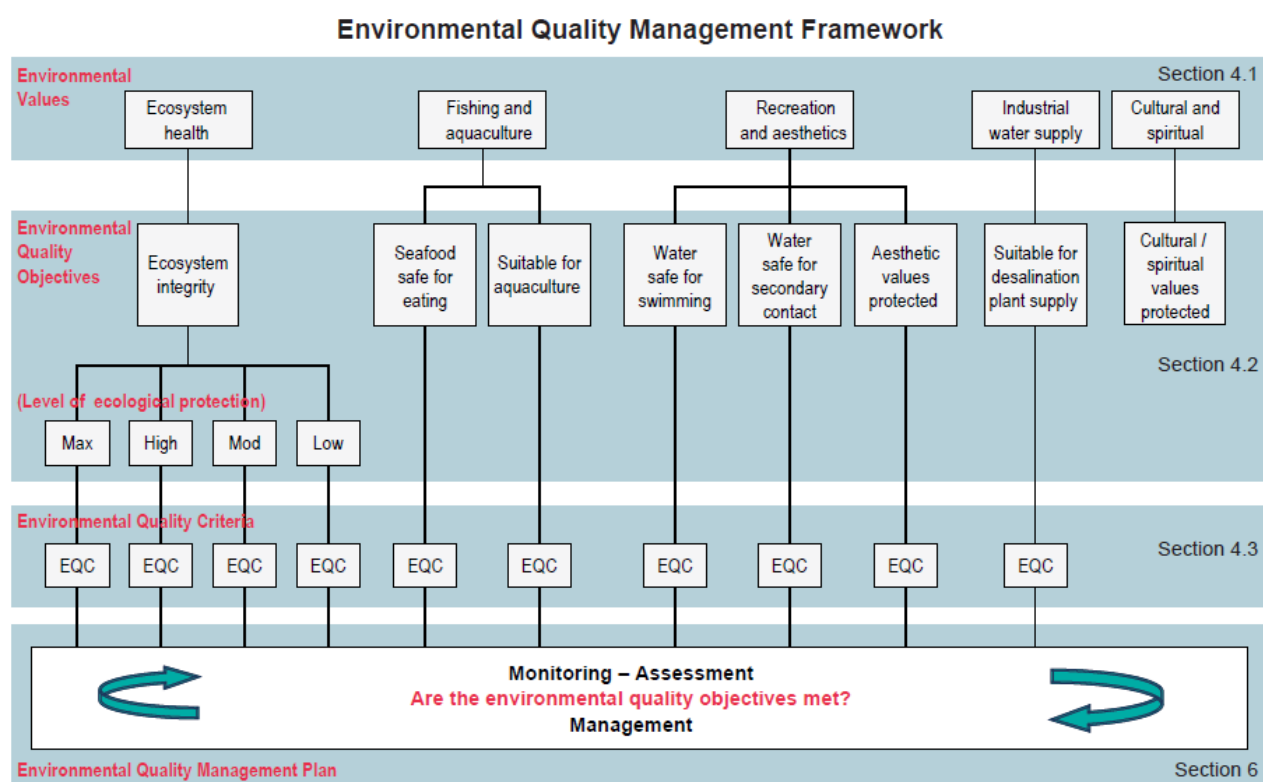 Environmental Quality Management Framework
Environmental
Values
Section 4.1
Ecosystem
health
Fishing and
aquaculture
Recreation
and aesthetics
Industrial
water supply
Cultural and
spiritual
Environmental
Quality
Objectives
Ecosystem
integrity
Seafood
safe for
eating
Suitable for
aquaculture
Water
safe for
swimming
Water
safe for
secondary
contact
Aesthetic
values
protected
Suitable for
desalination
plant supply
Cultural /
spiritual
values
protected
Section 4.2
(Level of ecological protection)
Max
High
Mod
Low
Environmental Quality Criteria
Section 4.3
EQC
EQC
EQC
EQC
EQC
EQC
EQC
EQC
EQC
EQC
Monitoring – Assessment
Are the environmental quality objectives met?
Management
Environmental Quality Management Plan
Section 6